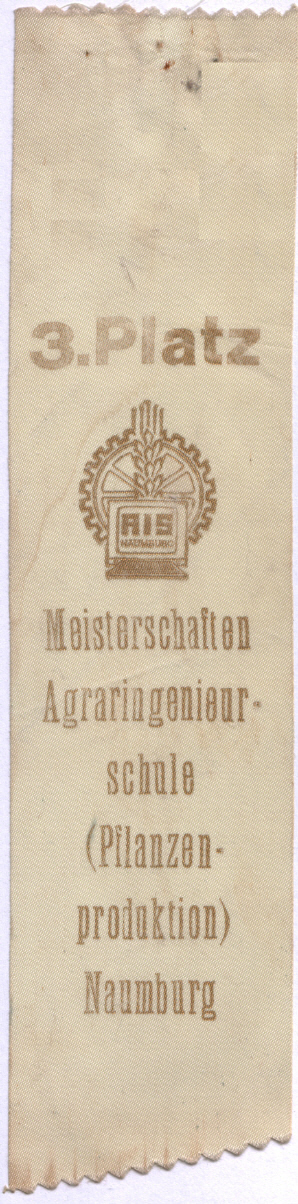 3.Platz
AIS
NAUMBURG
Meisterschaften
Agraringenieur-
schule
(Pflanzen-
produktion)
Naumburg